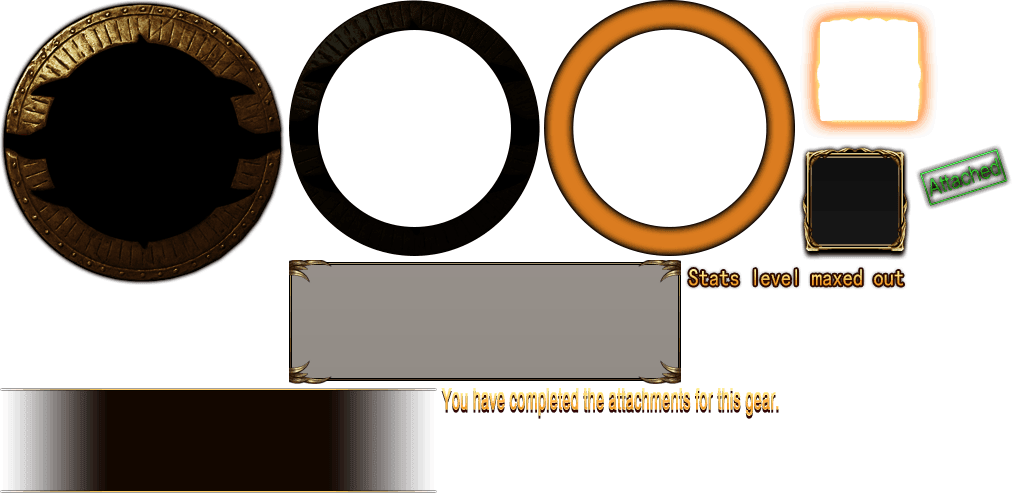 Attached
Stats level maxed out
You have completed the attachments for this gear.